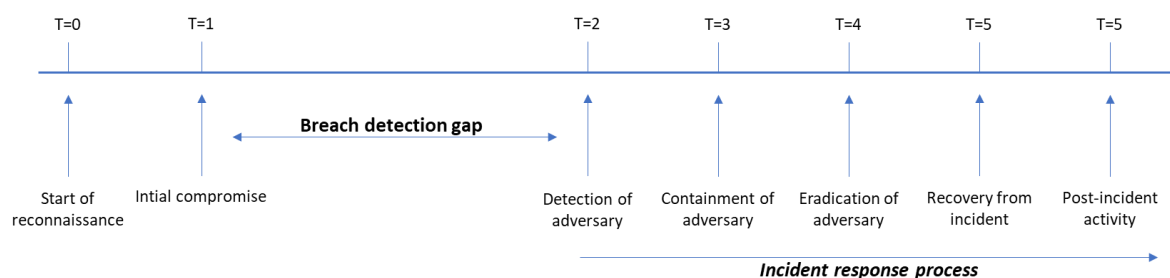 T=0 T=1 T=2 T=3 T=4 T=5 T=5
Breach detection gap
Start of reconnaissance
Intial compromise
Detection of adversary
Containment of adversary
Eradication of adversary
Recovery from incident
Post-incident activity
Incident response process